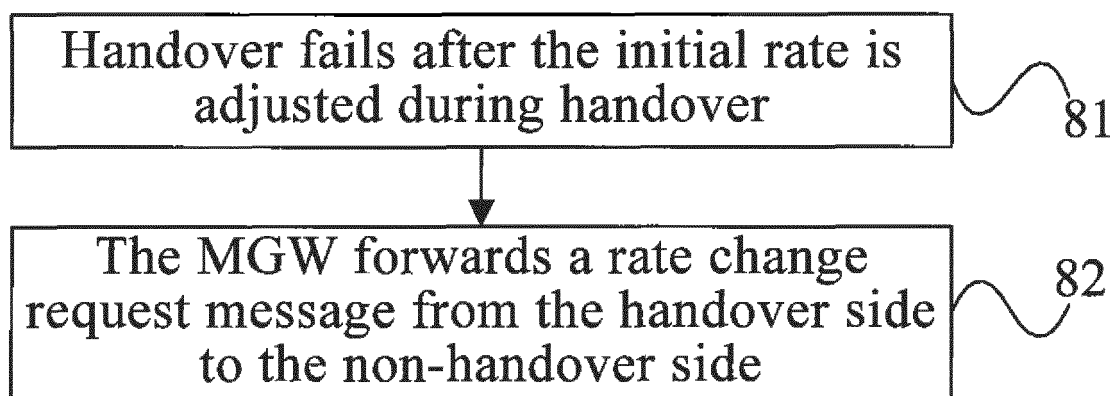 Handover fails after the initial rate is
adjusted during handover
81
The MGW forwards a rate change
request message from the handover side
to the non-handover side
82